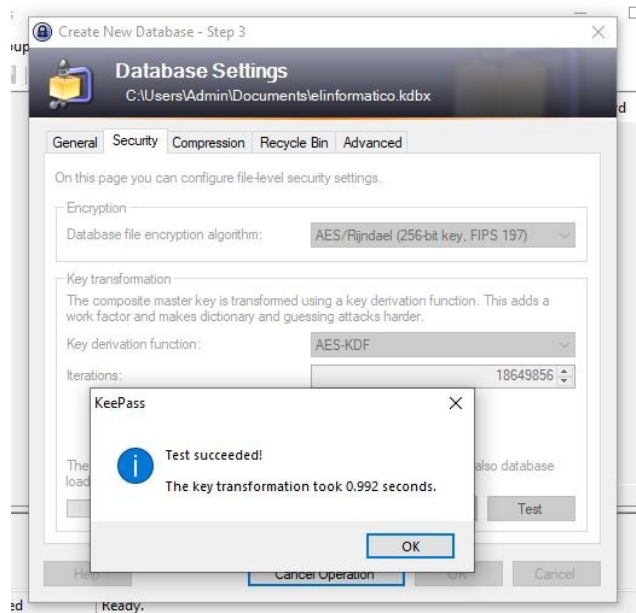 Create New Database - Step 3
Database Settings
C:\Users\Admin\Documents\elinformatico.kdbx
General Security Compression Recycle Bin Advanced
On this page you can configure file-level security settings.
Encryption
Database file encryption algorithm: AES/Rijndael (256-bit key, FIPS 197)
Key transformation
The composite master key is transformed using a key derivation function. This adds a
work factor and makes dictionary and guessing attacks harder.
Key derivation function: AES-KDF
Iterations: 18649856
KeePass
Test succeeded!
The key transformation took 0.992 seconds.
OK
The
also database
load
Test
Help Cancel Operation OK Cancel
Ready.